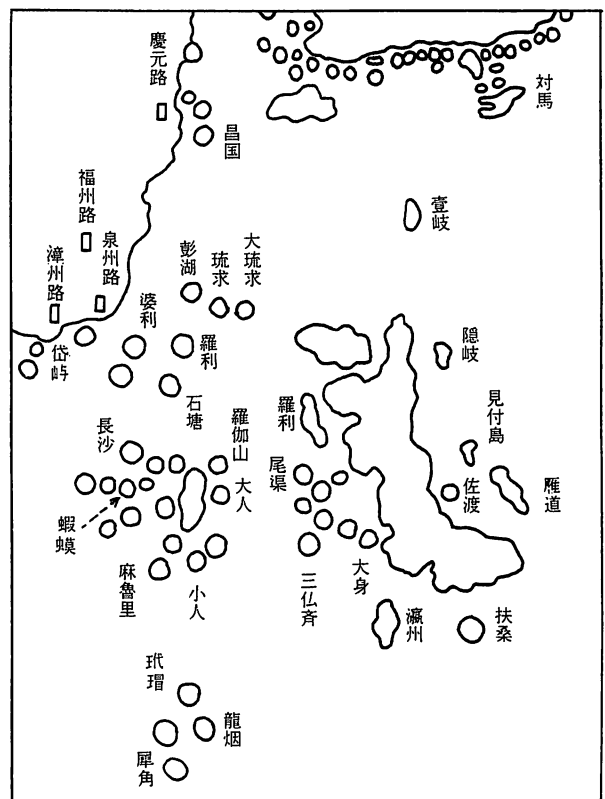 慶元路
昌国
対馬
壹岐
福州路
泉州路
漳州路
彭湖
琉求
大琉求
婆利
羅利
石塘
隠岐
見付島
雁道
佐渡
羅利
尾渠
三仏斉
大身
瀛州
扶桑
長沙
羅伽山
大人
小人
蝦蟆
麻魯里
玳瑁
龍烟
犀角